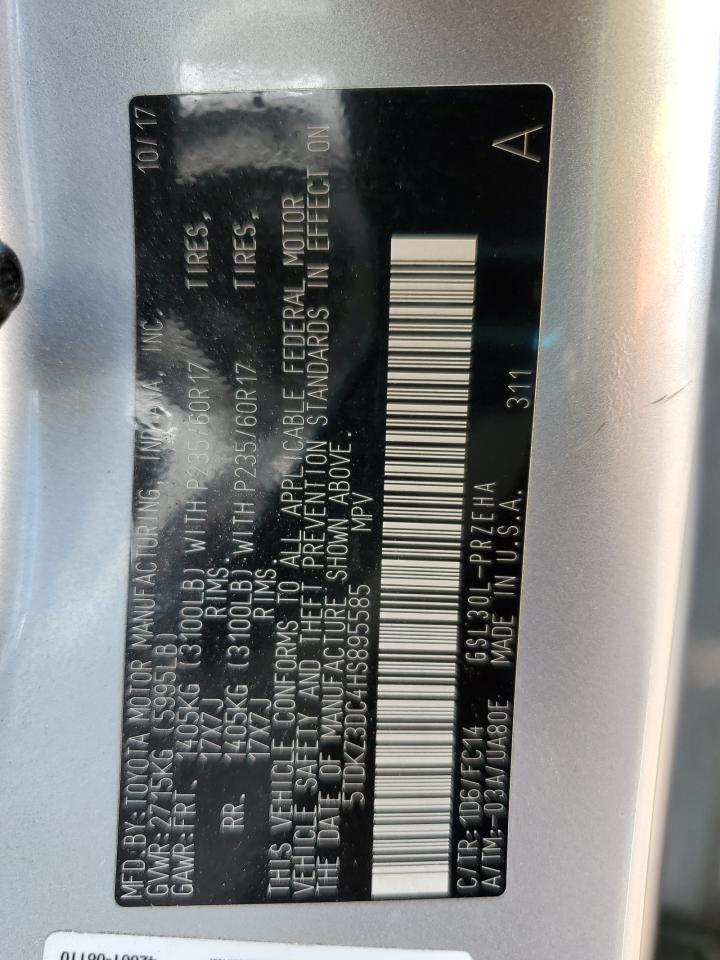 MFD.BY:TOYOTA MOTOR MANUFACTURING, INDIANA, INC. 10/17
GVWR:2715KG (5995LB)
GAWR:FRT. 1405KG (3100LB) WITH P235/60R17 TIRES,
17X7J RIMS.
RR. 1405KG (3100LB) WITH P235/60R17 TIRES,
17X7J RIMS.
THIS VEHICLE CONFORMS TO ALL APPLICABLE FEDERAL MOTOR
VEHICLE SAFETY AND THEFT PREVENTION STANDARDS IN EFFECT ON
THE DATE OF MANUFACTURE SHOWN ABOVE.
5TDKZ3DC4HS895585 MPV
C/TR:1D6/FC14 GSL30L-PRZEHA
A/TM:-03A/UA80E MADE IN U.S.A. 311 A